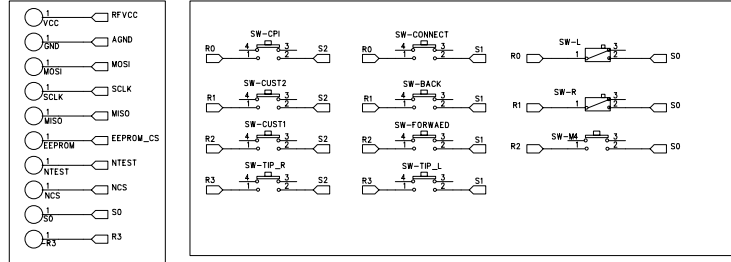 1 RFVCC
VCC
1 AGND
GND
1 MOSI
MOSI
1 SCLK
SCLK
1 MISO
MISO
1 EEPROM_CS
EEPROM
1 NTEST
NTEST
1 NCS
NCS
1 S0
S0
1 R3
-R3
SW-CPI
R0 4 3 S2
1 2
SW-CONNECT
R0 4 3 S1
1 2
SW-L
R0 1 3 S0
2
SW-CUST2
R1 4 3 S2
1 2
SW-BACK
R1 4 3 S1
1 2
SW-R
R1 1 3 S0
2
SW-CUST1
R2 4 3 S2
1 2
SW-FORWAED
R2 4 3 S1
1 2
SW-M4
R2 3 S0
1 2
SW-TIP_R
R3 4 3 S2
1 2
SW-TIP_L
R3 4 3 S1
1 2